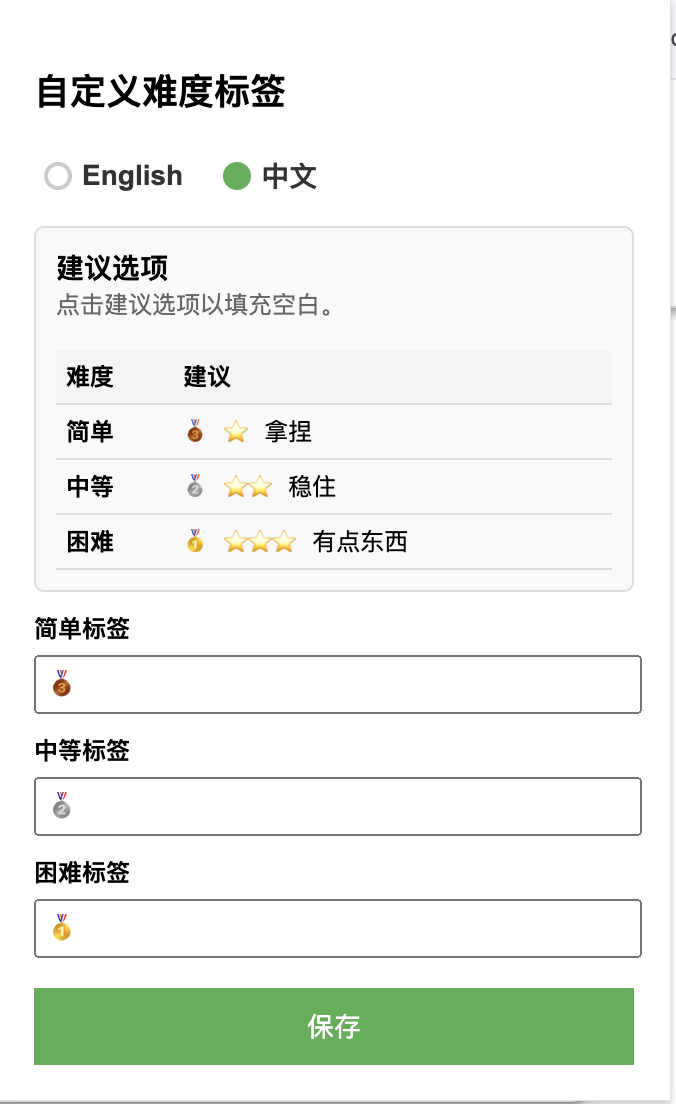 自定义难度标签
English 中文
建议选项
点击建议选项以填充空白。
难度 建议
简单 🥉 ⭐ 拿捏
中等 🥈 ⭐⭐ 稳住
困难 🥇 ⭐⭐⭐ 有点东西
简单标签
🥉
中等标签
🥈
困难标签
🥇
保存